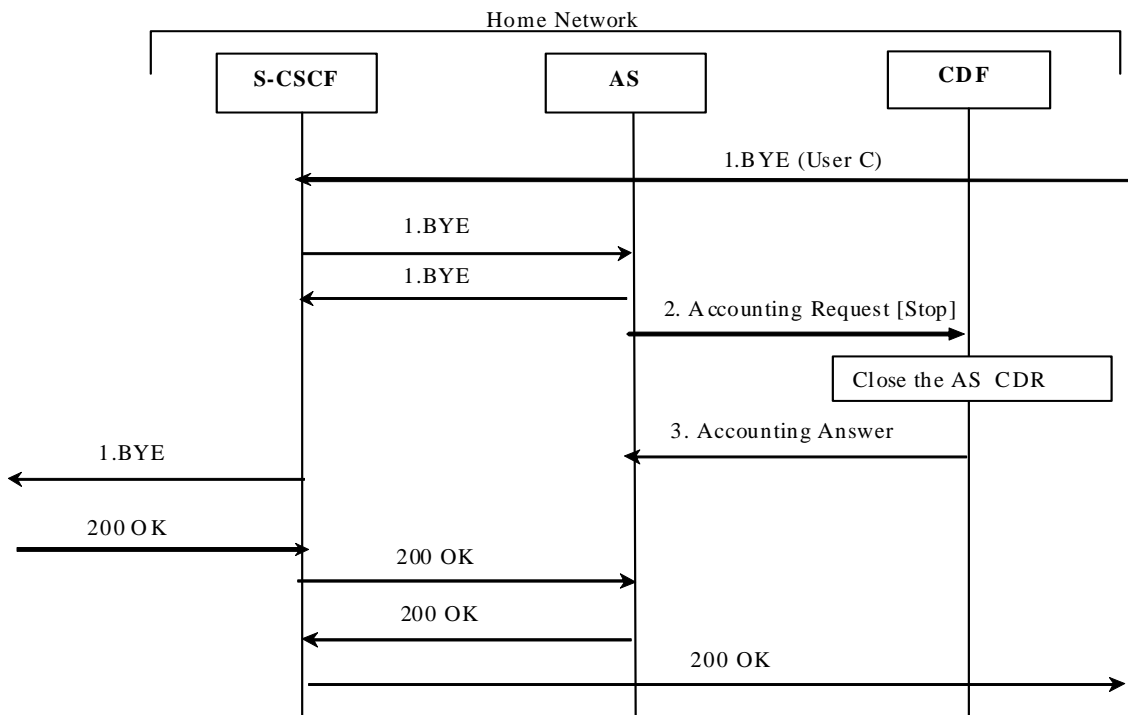 Home Network
S-CSCF
AS
CDF
1.BYE (User C)
1.BYE
1.BYE
2. Accounting Request [Stop]
Close the AS CDR
3. Accounting Answer
1.BYE
200 OK
200 OK
200 OK
200 OK